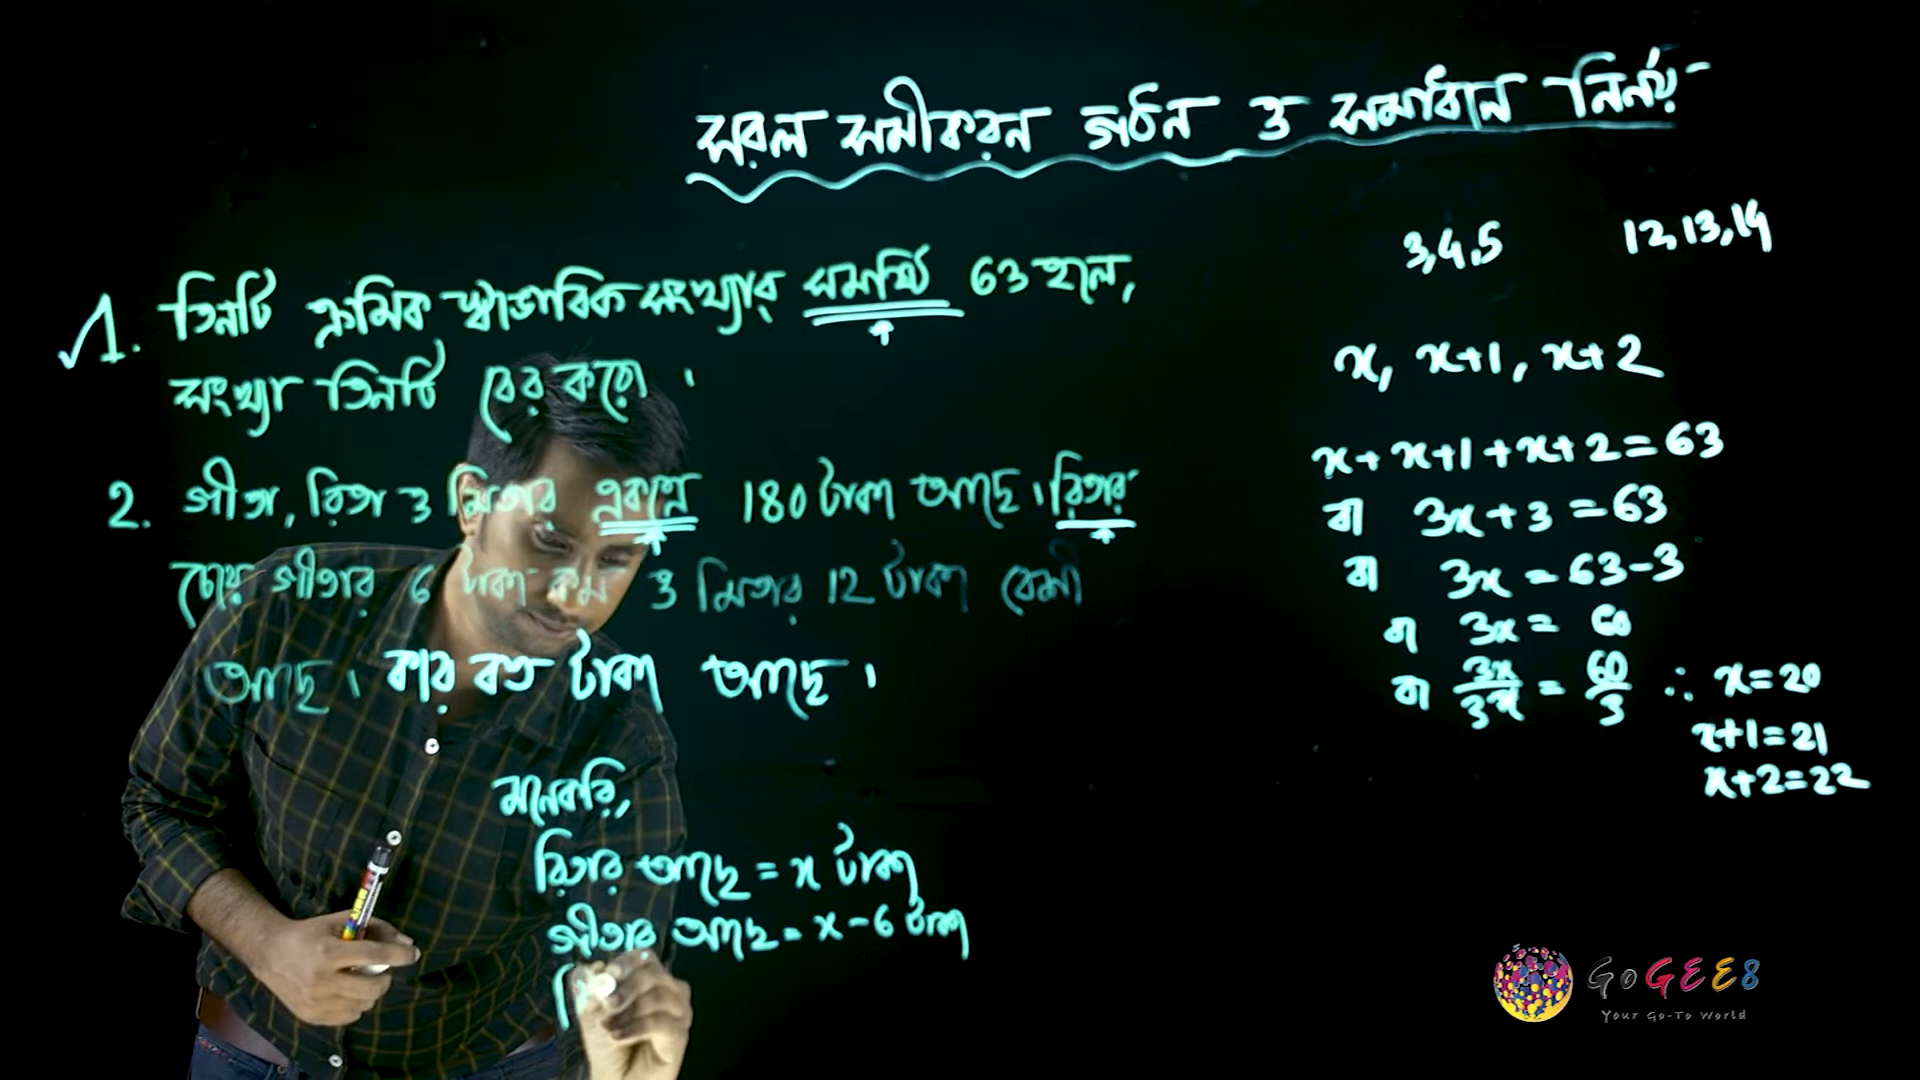 সরল সমীকরন গঠন ও সমাধান নির্নয়
1. তিনটি ক্রমিক স্বাভাবিক সংখ্যার সমষ্টি 63 হলে,
সংখ্যা তিনটি বের করো ।
2. গীতা, রিতা ও মিতার একত্রে 180 টাকা আছে । রিতার
চেয়ে গীতার 6 টাকা কম ও মিতার 12 টাকা বেশী
আছে । কার কত টাকা আছে ।
মনেকরি,
রিতার আছে = x টাকা
গীতার আছে = x - 6 টাকা
3,4,5 12,13,14
x, x+1, x+2
x + x+1 + x+2 = 63
বা 3x + 3 = 63
বা 3x = 63-3
বা 3x = 60
বা 3x/3 = 60/3 ∴ x = 20
x+1 = 21
x+2 = 22
GoGEE8
Your Go-To World